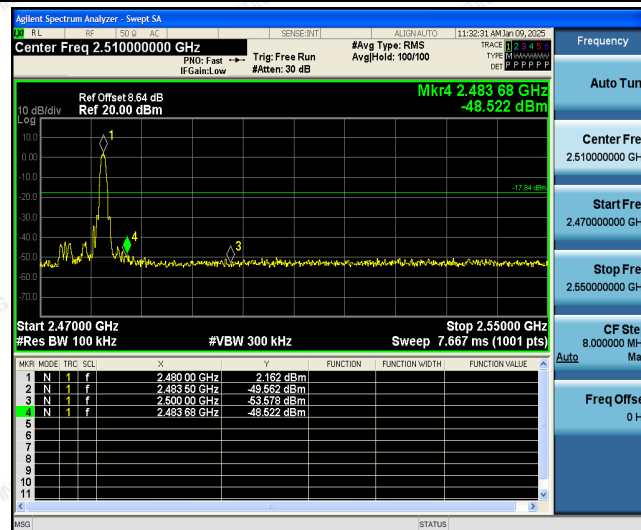 Agilent Spectrum Analyzer - Swept SA
RL RF 50 Ω AC SENSE:INT ALIGN AUTO 11:32:31 AM Jan 09, 2025
Center Freq 2.510000000 GHz
PNO: Fast
IFGain:Low
Trig: Free Run
#Atten: 30 dB
#Avg Type: RMS
Avg|Hold: 100/100
TRACE 1 2 3 4 5 6
TYPE M
DET P P P P P P
Mkr4 2.483 68 GHz
-48.522 dBm
Ref Offset 8.64 dB
10 dB/div Ref 20.00 dBm
Log
10.0
0.00
-10.0
-20.0
-30.0
-40.0
-50.0
-60.0
-70.0
1
4
3
-17.84 dBm
Start 2.47000 GHz Stop 2.55000 GHz
#Res BW 100 kHz #VBW 300 kHz Sweep 7.667 ms (1001 pts)
MKR MODE TRC SCL X Y FUNCTION FUNCTION WIDTH FUNCTION VALUE
1 N 1 f 2.480 00 GHz 2.162 dBm
2 N 1 f 2.483 50 GHz -49.562 dBm
3 N 1 f 2.500 00 GHz -53.578 dBm
4 N 1 f 2.483 68 GHz -48.522 dBm
5
6
7
8
9
10
11
MSG STATUS
Frequency
Auto Tun
Center Fre
2.510000000 GH
Start Fre
2.470000000 GH
Stop Fre
2.550000000 GH
CF Ste
8.000000 MH
Auto Ma
Freq Offse
0 H